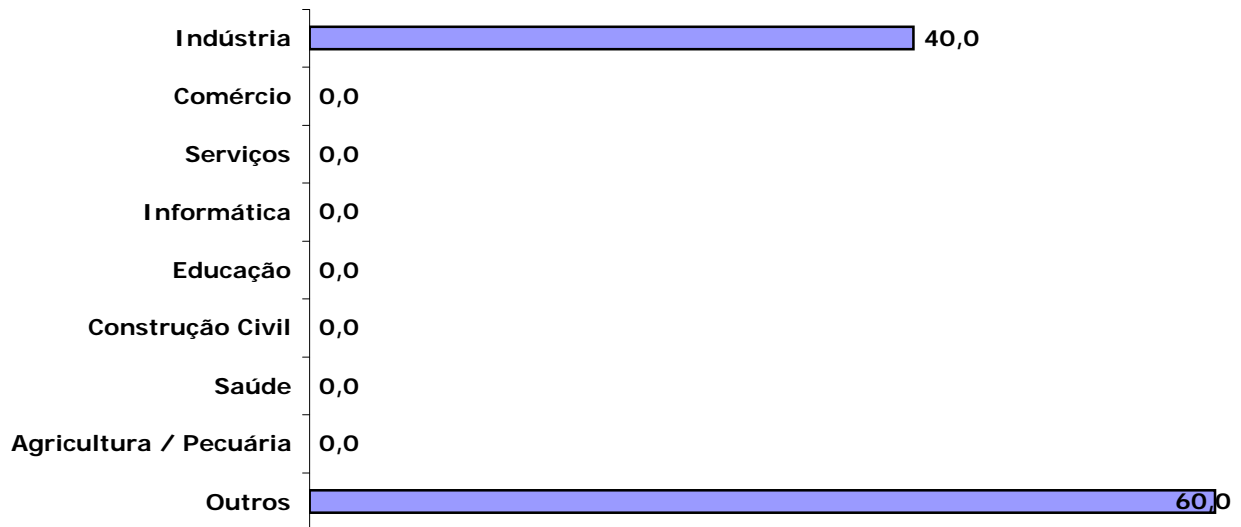 Indústria 40,0
Comércio 0,0
Serviços 0,0
Informática 0,0
Educação 0,0
Construção Civil 0,0
Saúde 0,0
Agricultura / Pecuária 0,0
Outros 60,0